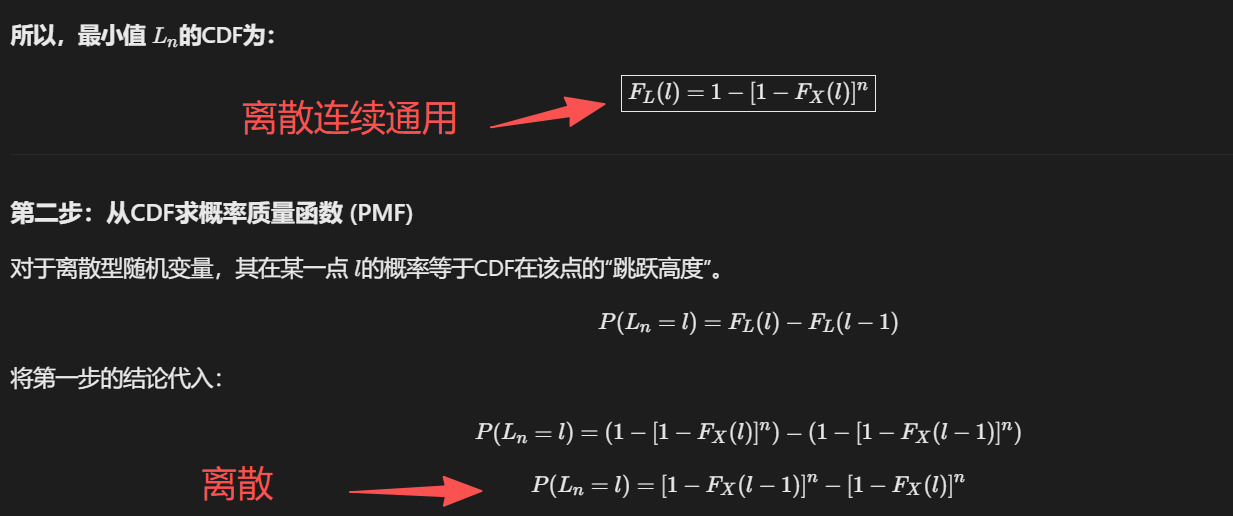 所以，最小值 Lₙ的CDF为：
F_L(l) = 1 − [1 − F_X(l)]ⁿ
离散连续通用
第二步：从CDF求概率质量函数 (PMF)
对于离散型随机变量，其在某一点 l的概率等于CDF在该点的“跳跃高度”。
P(Lₙ = l) = F_L(l) − F_L(l − 1)
将第一步的结论代入：
P(Lₙ = l) = (1 − [1 − F_X(l)]ⁿ) − (1 − [1 − F_X(l − 1)]ⁿ)
离散
P(Lₙ = l) = [1 − F_X(l − 1)]ⁿ − [1 − F_X(l)]ⁿ